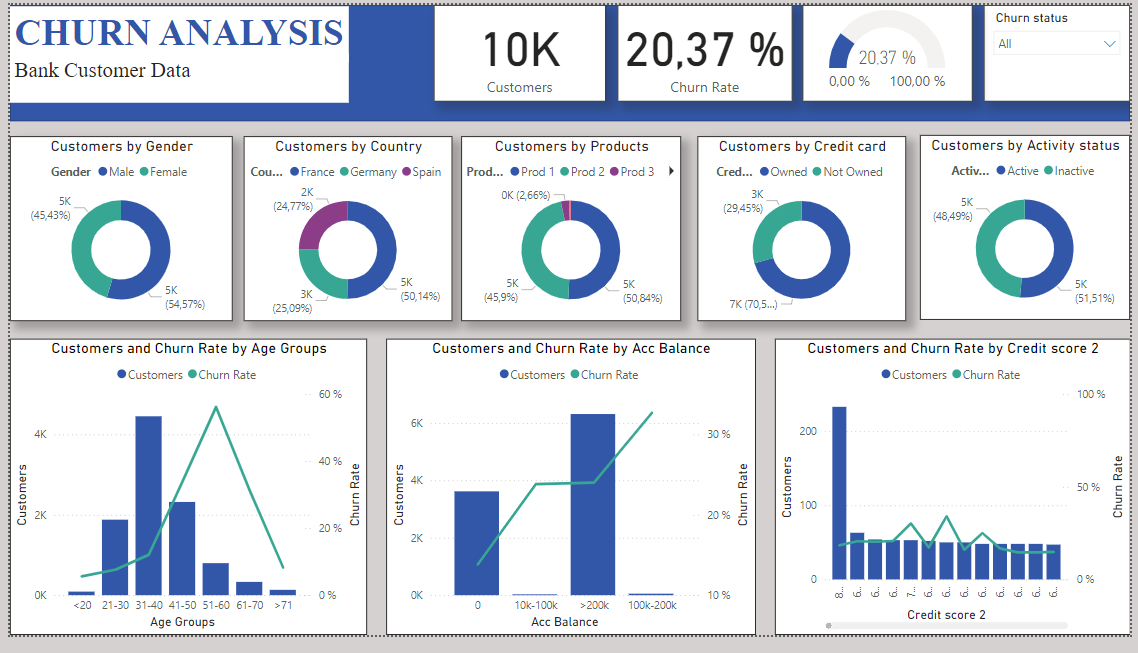 CHURN ANALYSIS
Bank Customer Data
10K
Customers
20,37 %
Churn Rate
20,37 %
0,00 %
100,00 %
Churn status
All
Customers by Gender
Gender Male Female
5K
(45,43%)
5K
(54,57%)
Customers by Country
Cou... France Germany Spain
2K
(24,77%)
3K
(25,09%)
5K
(50,14%)
Customers by Products
Prod... Prod 1 Prod 2 Prod 3
0K (2,66%)
5K
(45,9%)
5K
(50,84%)
Customers by Credit card
Cred... Owned Not Owned
3K
(29,45%)
7K (70,5...)
Customers by Activity status
Activ... Active Inactive
5K
(48,49%)
5K
(51,51%)
Customers and Churn Rate by Age Groups
Customers Churn Rate
Customers
4K
2K
0K
60 %
40 %
20 %
0 %
Churn Rate
<20 21-30 31-40 41-50 51-60 61-70 >71
Age Groups
Customers and Churn Rate by Acc Balance
Customers Churn Rate
Customers
6K
4K
2K
0K
30 %
20 %
10 %
Churn Rate
0 10k-100k >200k 100k-200k
Acc Balance
Customers and Churn Rate by Credit score 2
Customers Churn Rate
Customers
200
100
0
100 %
50 %
0 %
Churn Rate
8... 6... 6... 6... 7... 6... 6... 6... 6... 6... 6... 6... 6...
Credit score 2